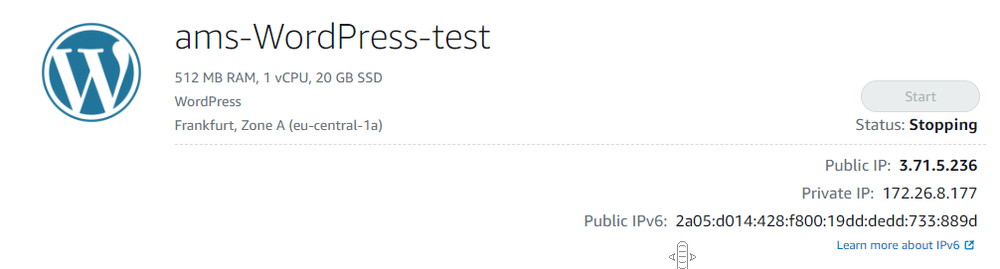 ams-WordPress-test
512 MB RAM, 1 vCPU, 20 GB SSD
WordPress
Frankfurt, Zone A (eu-central-1a)
Start
Status: Stopping
Public IP: 3.71.5.236
Private IP: 172.26.8.177
Public IPv6: 2a05:d014:428:f800:19dd:dedd:733:889d
Learn more about IPv6